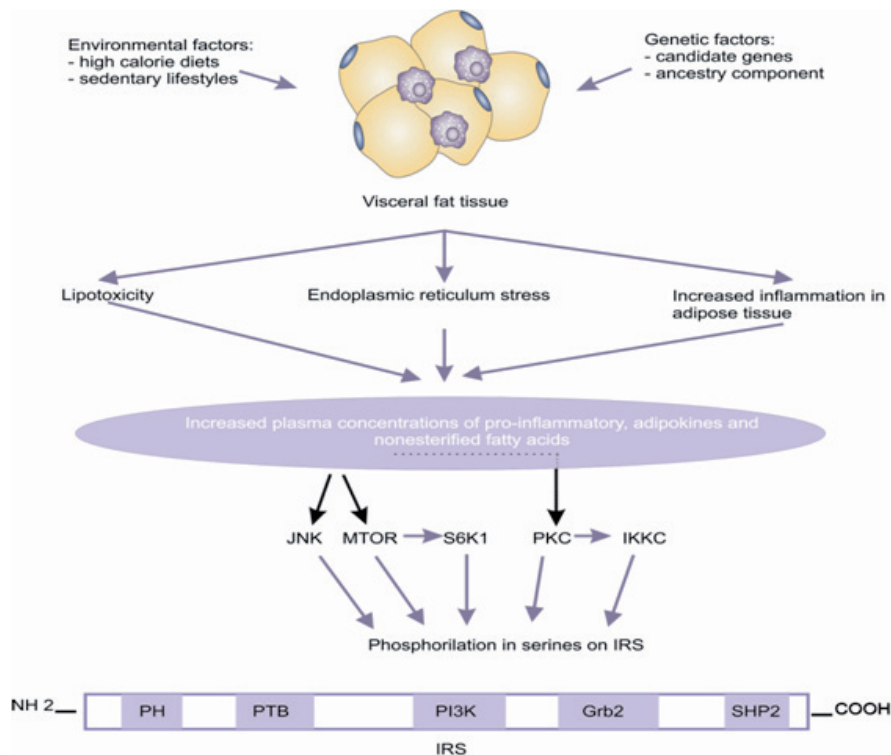 Environmental factors:
- high calorie diets
- sedentary lifestyles
Genetic factors:
- candidate genes
- ancestry component
Visceral fat tissue
Lipotoxicity
Endoplasmic reticulum stress
Increased inflammation in
adipose tissue
Increased plasma concentrations of pro-inflammatory, adipokines and
nonesterified fatty acids
JNK MTOR S6K1 PKC IKKC
Phosphorilation in serines on IRS
NH 2 PH PTB PI3K Grb2 SHP2 COOH
IRS